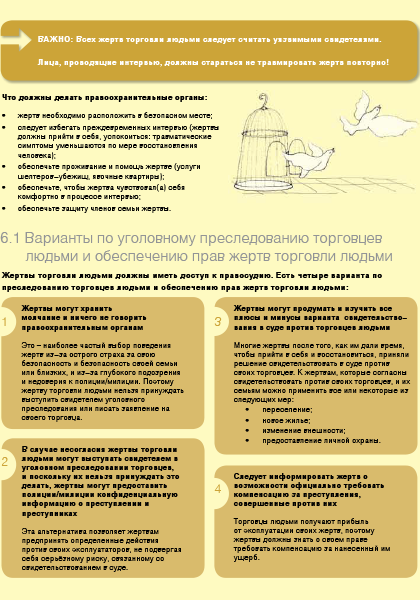 ВАЖНО: Всех жертв торговли людьми следует считать уязвимыми свидетелями.
Лица, проводящие интервью, должны стараться не травмировать жертв повторно!
Что должны делать правоохранительные органы:
• жертв необходимо расположить в безопасном месте;
• следует избегать преждевременных интервью (жертвы
должны прийти в себя, успокоиться: травматические
симптомы уменьшаются по мере восстановления
человека);
• обеспечьте проживание и помощь жертве (услуги
шелтеров–убежищ, явочные квартиры);
• обеспечьте, чтобы жертва чувствовал(а) себя
комфортно в процессе интервью;
• обеспечьте защиту членов семьи жертвы.
6.1 Варианты по уголовному преследованию торговцев
людьми и обеспечению прав жертв торговли людьми
Жертвы торговли людьми должны иметь доступ к правосудию. Есть четыре варианта по
преследованию торговцев людьми и обеспечению прав жертв торговли людьми:
1
Жертвы могут хранить
молчание и ничего не говорить
правоохранительным органам
Это – наиболее частый выбор поведения
жертв из–за острого страха за свою
безопасность и безопасность своей семьи
или близких, и из–за глубокого подозрения
и недоверия к полиции/милиции. Поэтому
жертву торговли людьми нельзя принуждать
выступить свидетелем уголовного
преследования или писать заявление на
своего торговца.
2
В случае несогласия жертвы торговли
людьми могут выступать свидетелем в
уголовном преследовании торговцев,
и поскольку их нельзя принуждать это
делать, жертвы могут предоставить
полиции/милиции конфиденциальную
информацию о преступлении и
преступниках
Эта альтернатива позволяет жертвам
предпринять определенные действия
против своих эксплуататоров, не подвергая
себя серьёзному риску, связанному со
свидетельствованием в суде.
3
Жертвы могут продумать и изучить все
плюсы и минусы варианта свидетельство–
вания в суде против торговцев людьми
Многие жертвы после того, как им дали время,
чтобы прийти в себя и восстановиться, приняли
решение свидетельствовать в суде против
своих торговцев. К жертвам, которые согласны
свидетельствовать против своих торговцев, и их
семьям можно применить все или некоторые из
следующих мер:
• переселение;
• новое жилье;
• изменение внешности;
• предоставление личной охраны.
4
Следует информировать жертв о
возможности официально требовать
компенсацию за преступления,
совершенные против них
Торговцы людьми получают прибыль
от эксплуатации своих жертв, поэтому
жертвы должны знать о своем праве
требовать компенсацию за нанесенный им
ущерб.